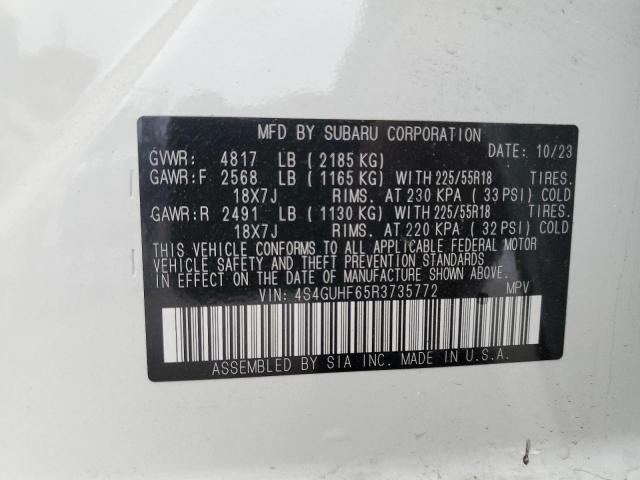 MFD BY SUBARU CORPORATION
DATE: 10/23
GVWR: 4817 LB (2185 KG)
GAWR:F 2568 LB (1165 KG) WITH 225/55R18 TIRES.
18X7J RIMS. AT 230 KPA (33 PSI) COLD
GAWR:R 2491 LB (1130 KG) WITH 225/55R18 TIRES.
18X7J RIMS. AT 220 KPA (32 PSI) COLD
THIS VEHICLE CONFORMS TO ALL APPLICABLE FEDERAL MOTOR
VEHICLE SAFETY AND THEFT PREVENTION STANDARDS
IN EFFECT ON THE DATE OF MANUFACTURE SHOWN ABOVE.
VIN: 4S4GUHF65R3735772 MPV
ASSEMBLED BY SIA INC. MADE IN U.S.A.